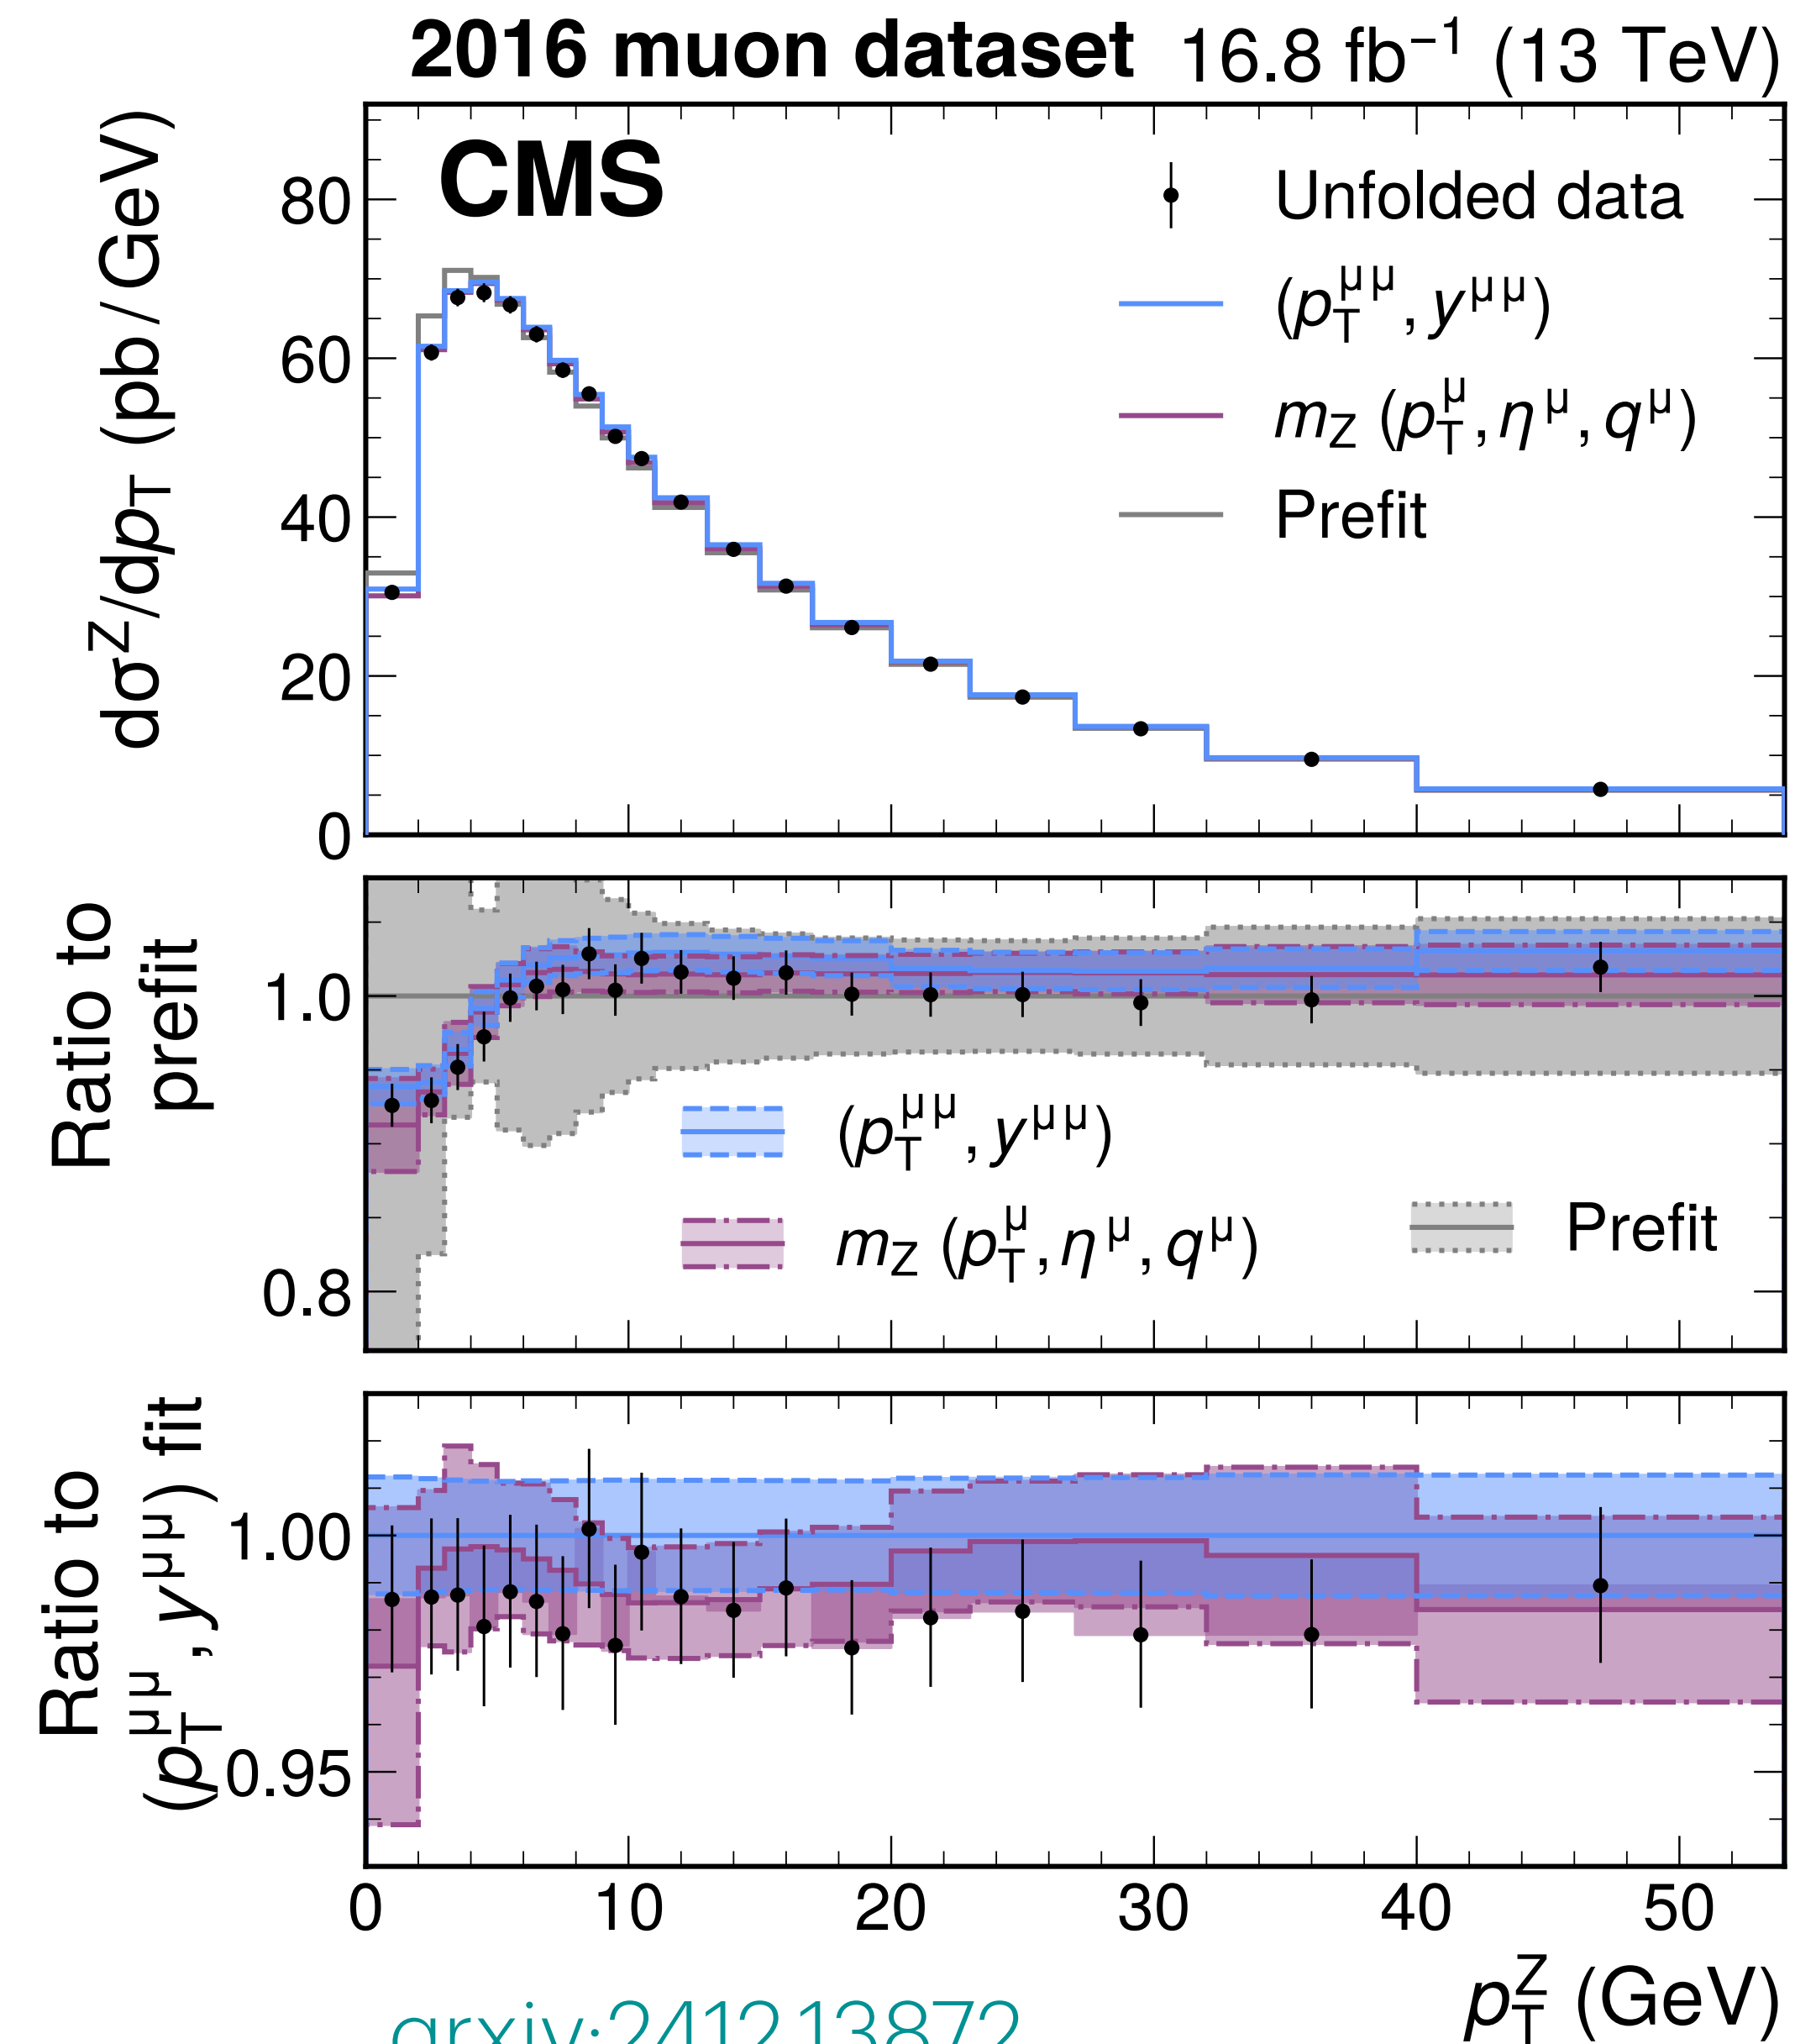 2016 muon dataset 16.8 fb⁻¹ (13 TeV)
CMS
dσᶻ/dp_T (pb/GeV)
80
60
40
20
0
Unfolded data
(p_T^μμ, y^μμ)
m_Z (p_T^μ, η^μ, q^μ)
Prefit
Ratio to
prefit
1.0
0.8
(p_T^μμ, y^μμ)
m_Z (p_T^μ, η^μ, q^μ)
Prefit
Ratio to
(p_T^μμ, y^μμ) fit
1.00
0.95
0 10 20 30 40 50
p_T^Z (GeV)
arxiv:2412.13872